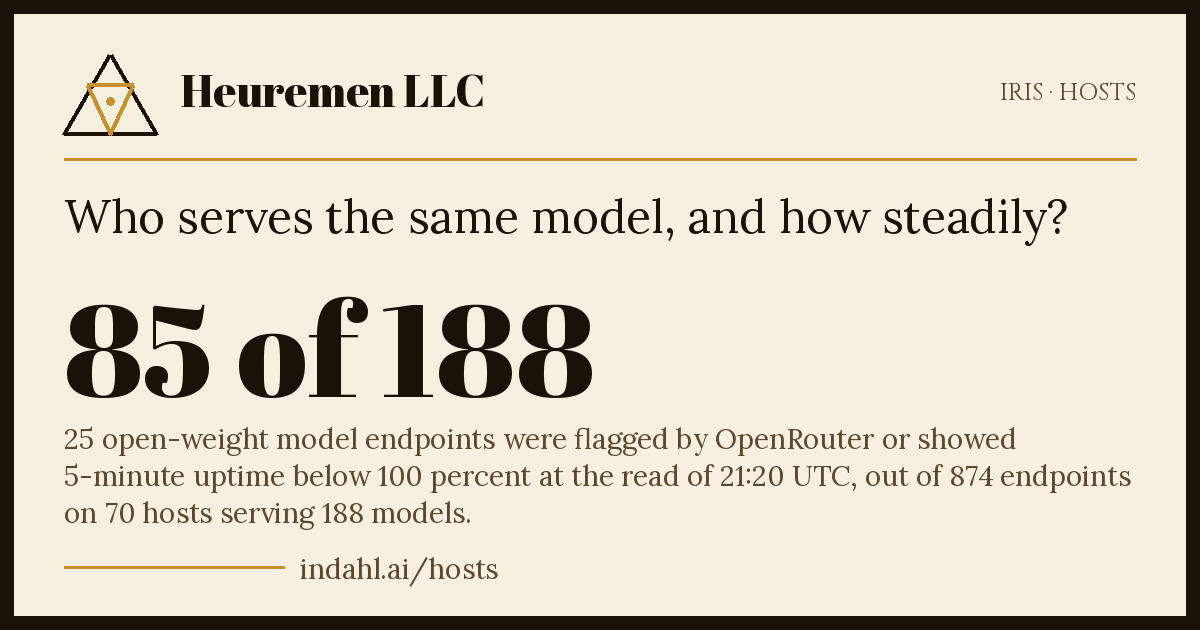 Heuremen LLC
IRIS · HOSTS
Who serves the same model, and how steadily?
85 of 188
25 open-weight model endpoints were flagged by OpenRouter or showed
5-minute uptime below 100 percent at the read of 21:20 UTC, out of 874 endpoints
on 70 hosts serving 188 models.
indahl.ai/hosts